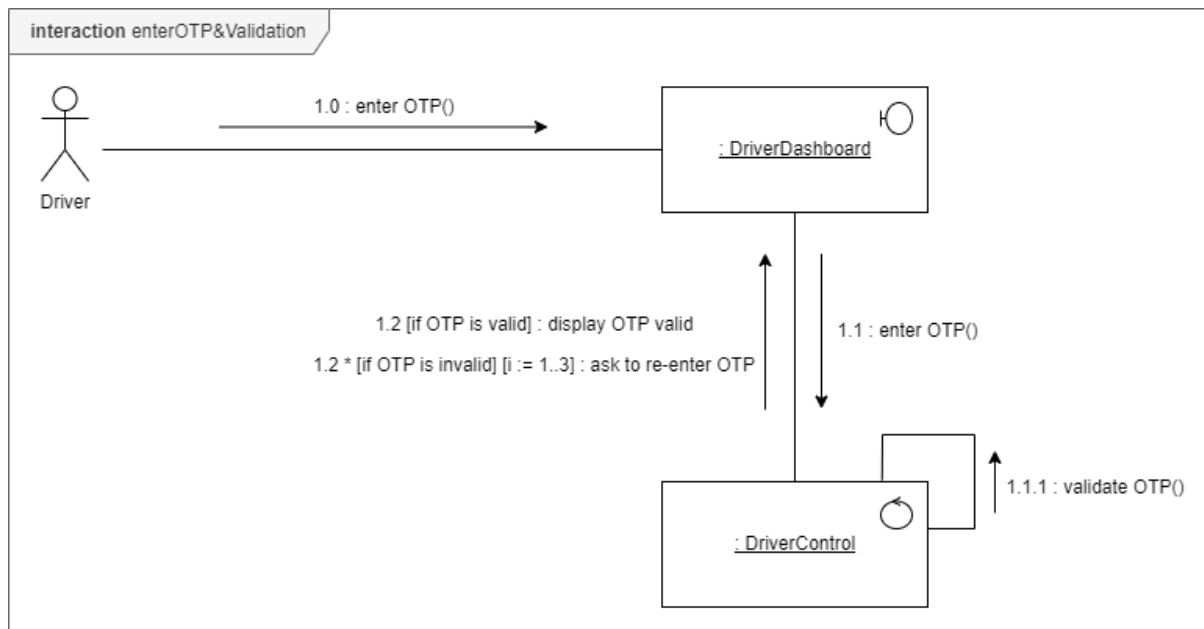 interaction enterOTP&Validation
1.0 : enter OTP()
: DriverDashboard
Driver
1.2 [if OTP is valid] : display OTP valid
1.1 : enter OTP()
1.2 * [if OTP is invalid] [i := 1..3] : ask to re-enter OTP
1.1.1 : validate OTP()
: DriverControl